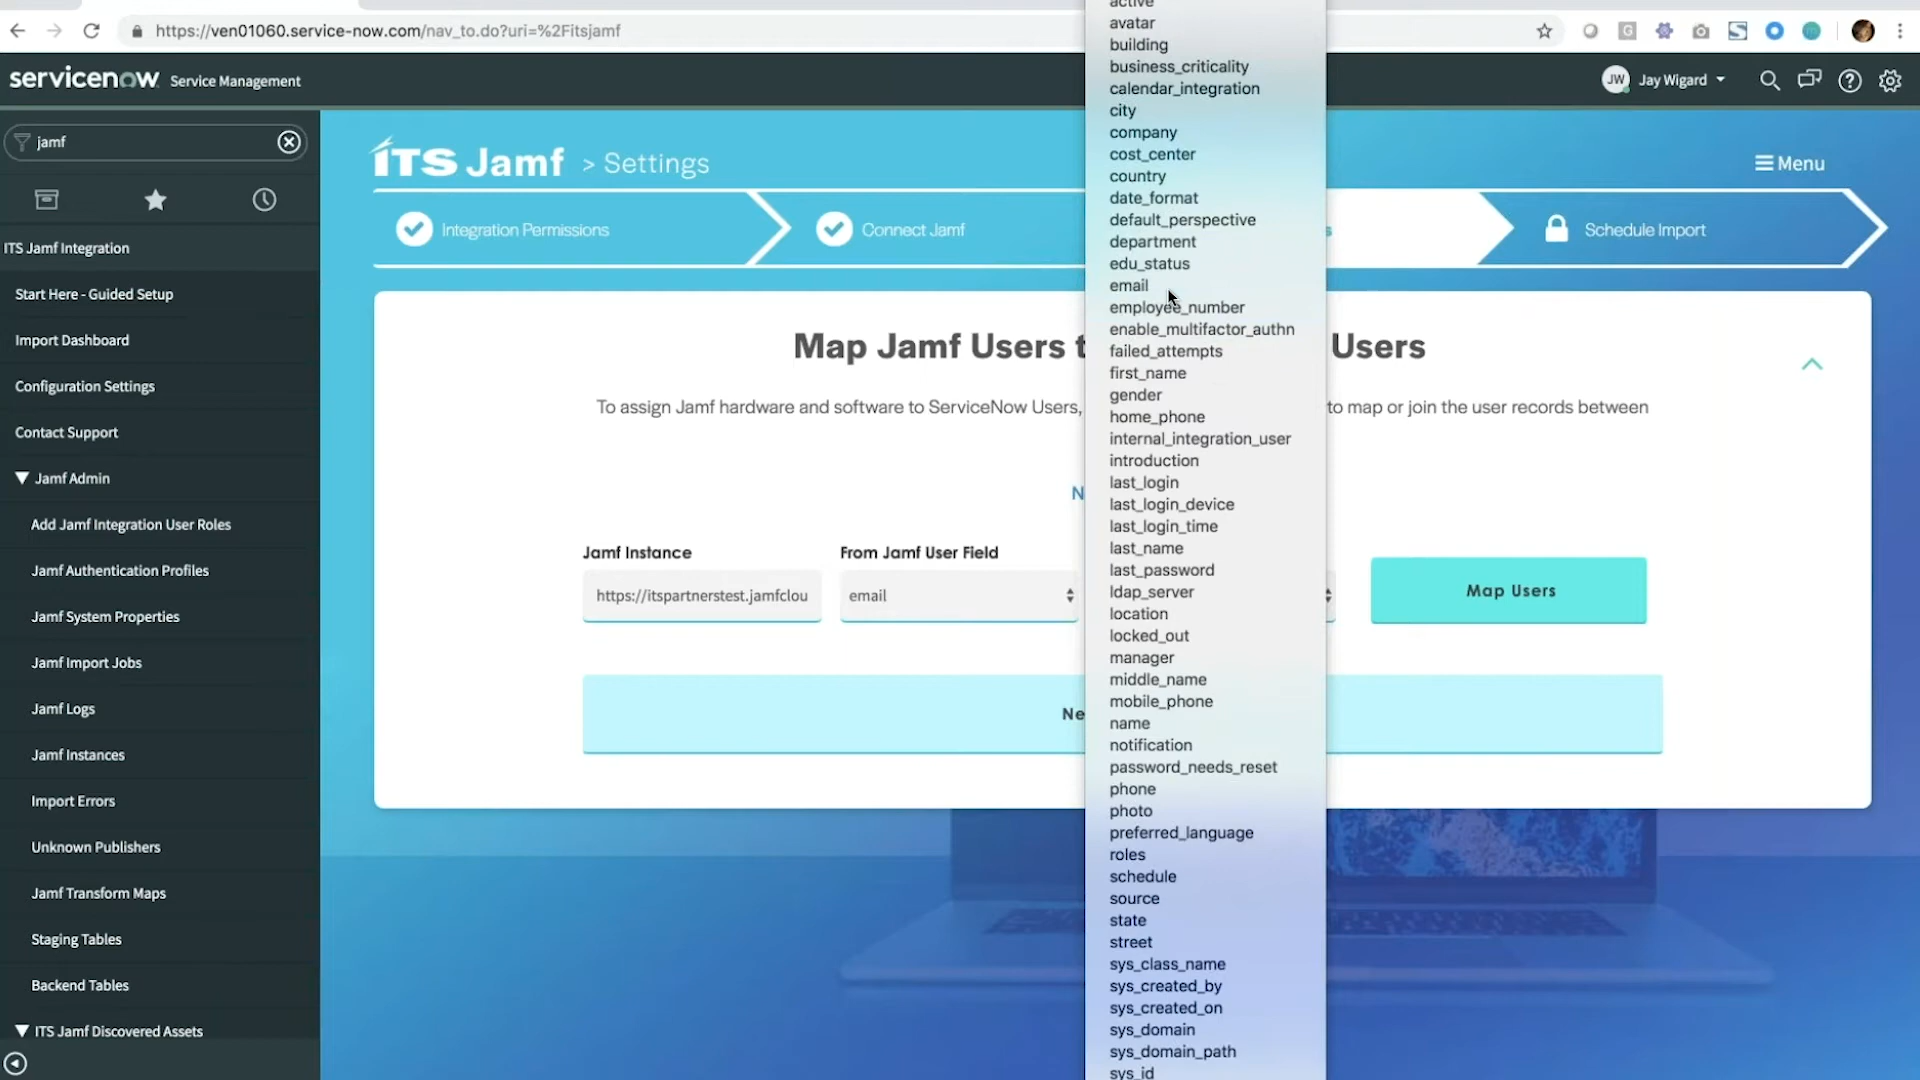 https://ven01060.service-now.com/nav_to.do?uri=%2Fitsjamf
servicenow Service Management
JW Jay Wigard
jamf
ITS Jamf Integration
Start Here - Guided Setup
Import Dashboard
Configuration Settings
Contact Support
Jamf Admin
Add Jamf Integration User Roles
Jamf Authentication Profiles
Jamf System Properties
Jamf Import Jobs
Jamf Logs
Jamf Instances
Import Errors
Unknown Publishers
Jamf Transform Maps
Staging Tables
Backend Tables
ITS Jamf Discovered Assets
ITS Jamf > Settings
Menu
Integration Permissions
Connect Jamf
s
Schedule Import
Map Jamf Users t Users
To assign Jamf hardware and software to ServiceNow Users, to map or join the user records between
N
Jamf Instance
From Jamf User Field
https://itspartnerstest.jamfclou
email
Map Users
Ne
active
avatar
building
business_criticality
calendar_integration
city
company
cost_center
country
date_format
default_perspective
department
edu_status
email
employee_number
enable_multifactor_authn
failed_attempts
first_name
gender
home_phone
internal_integration_user
introduction
last_login
last_login_device
last_login_time
last_name
last_password
ldap_server
location
locked_out
manager
middle_name
mobile_phone
name
notification
password_needs_reset
phone
photo
preferred_language
roles
schedule
source
state
street
sys_class_name
sys_created_by
sys_created_on
sys_domain
sys_domain_path
sys_id